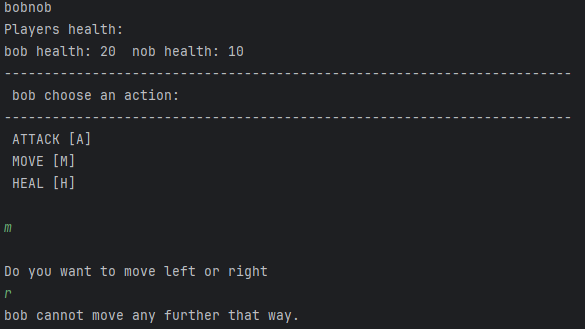 bobnob
Players health:
bob health: 20  nob health: 10
-----------------------------------------------------------------------
 bob choose an action:
-----------------------------------------------------------------------
 ATTACK [A]
 MOVE [M]
 HEAL [H]
m
Do you want to move left or right
r
bob cannot move any further that way.